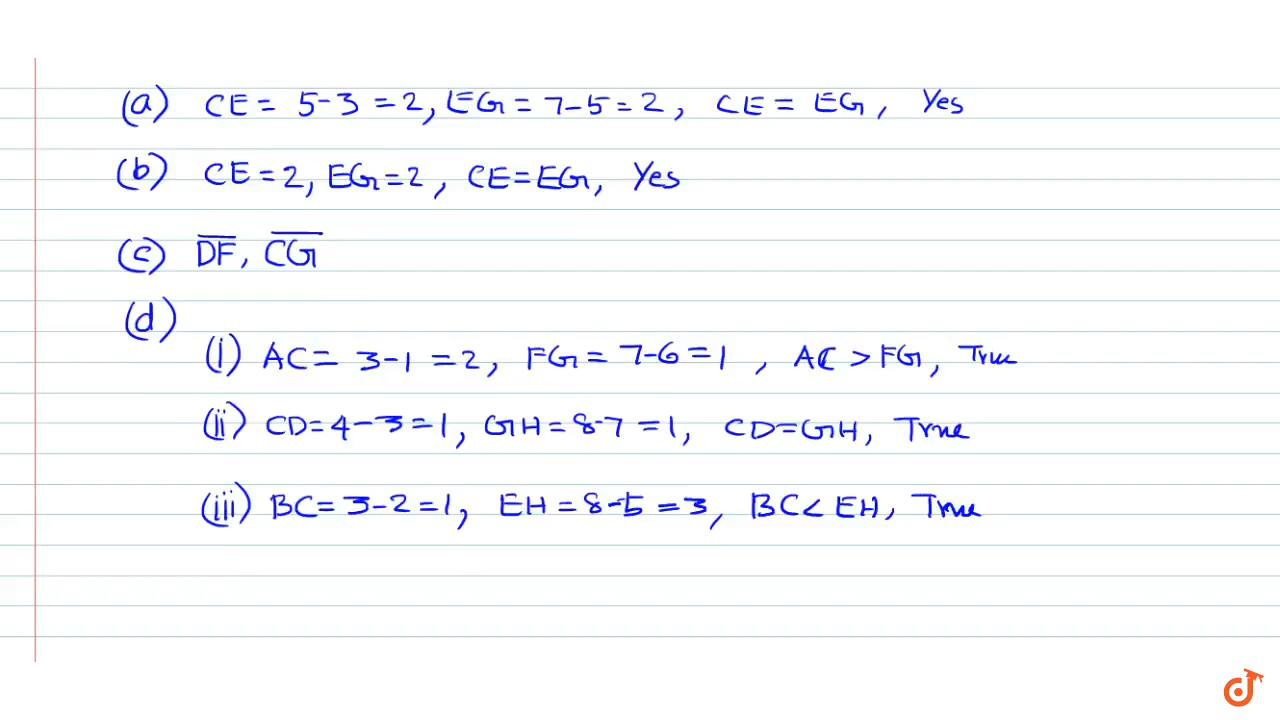 (a) CE = 5-3 = 2, EG = 7-5 = 2, CE = EG, Yes
(b) CE = 2, EG = 2, CE = EG, Yes
(c) D̅F̅, C̅G̅
(d)
(i) AC = 3-1 = 2, FG = 7-6 = 1, AC > FG, True
(ii) CD = 4-3 = 1, GH = 8-7 = 1, CD = GH, True
(iii) BC = 3-2 = 1, EH = 8-5 = 3, BC < EH, True